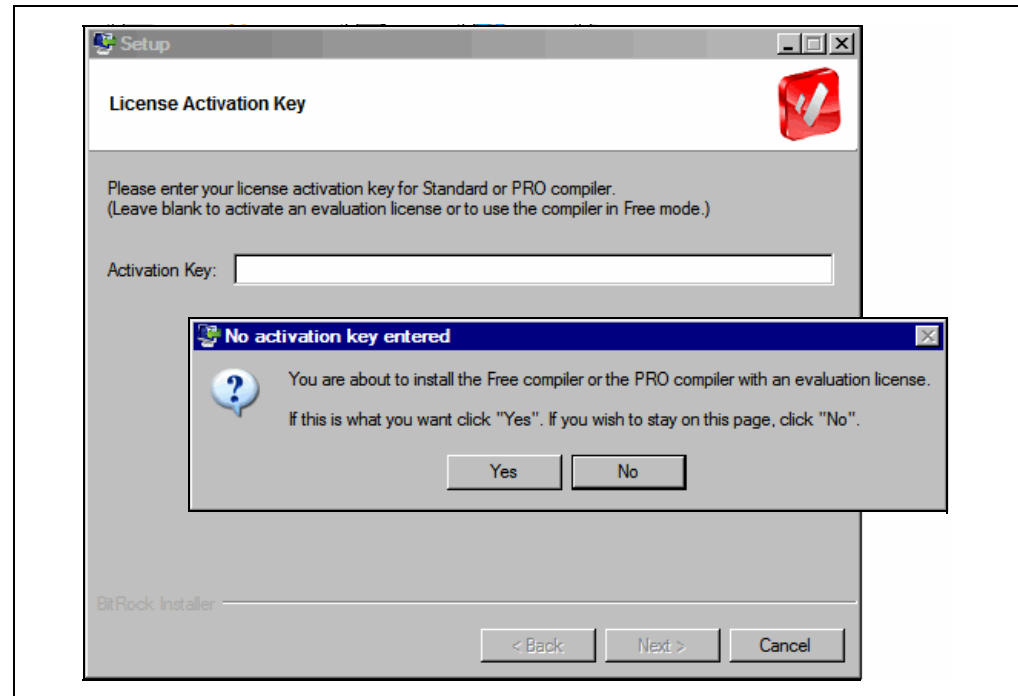 Setup
License Activation Key
Please enter your license activation key for Standard or PRO compiler.
(Leave blank to activate an evaluation license or to use the compiler in Free mode.)
Activation Key:
No activation key entered
You are about to install the Free compiler or the PRO compiler with an evaluation license.
If this is what you want click "Yes". If you wish to stay on this page, click "No".
Yes No
BitRock Installer
< Back Next > Cancel